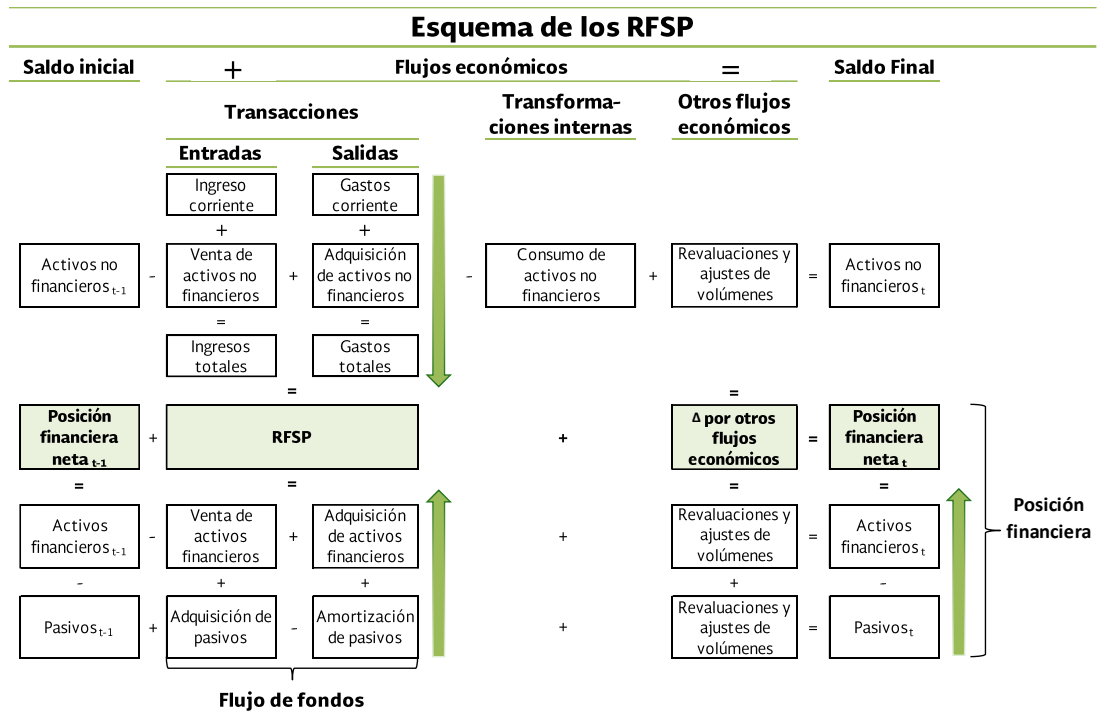 Esquema de los RFSP
Saldo inicial + Flujos económicos = Saldo Final
Transacciones
Transforma-
ciones internas
Otros flujos
económicos
Entradas
Salidas
Ingreso
corriente
Gastos
corriente
+ +
Activos no
financieros t-1
-
Venta de
activos no
financieros
+
Adquisición
de activos no
financieros
-
Consumo de
activos no
financieros
+
Revaluaciones y
ajustes de
volúmenes
=
Activos no
financieros t
= =
Ingresos
totales
Gastos
totales
= =
Posición
financiera
neta t-1
+
RFSP
+
Δ por otros
flujos
económicos
=
Posición
financiera
neta t
= = = =
Activos
financieros t-1
-
Venta de
activos
financieros
+
Adquisición
de activos
financieros
+
Revaluaciones y
ajustes de
volúmenes
=
Activos
financieros t
- + + + -
Pasivos t-1
+
Adquisición de
pasivos
-
Amortización
de pasivos
+
Revaluaciones y
ajustes de
volúmenes
=
Pasivos t
Posición
financiera
Flujo de fondos